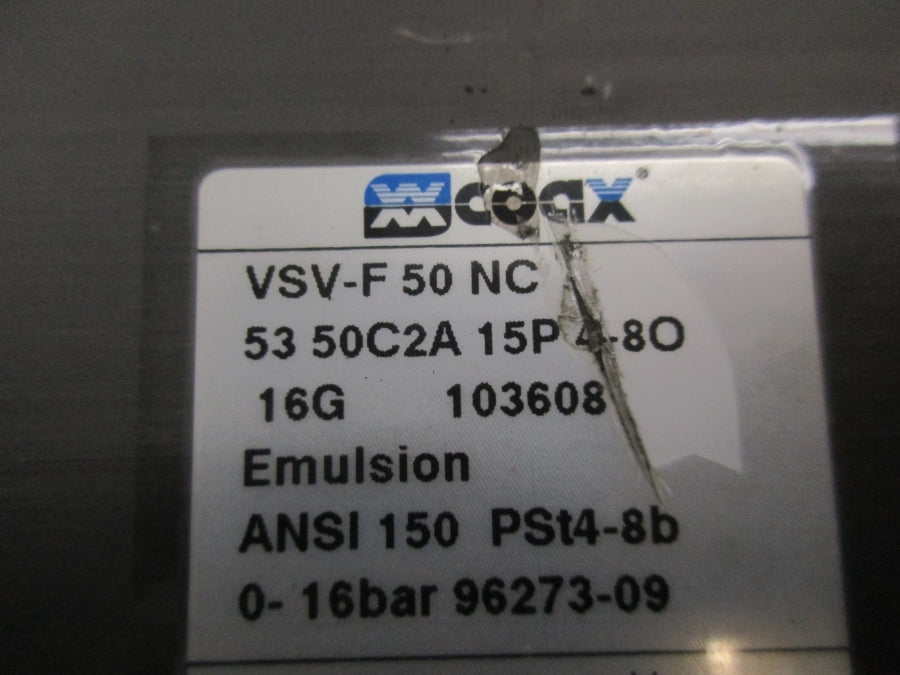 coax®
VSV-F 50 NC
53 50C2A 15P 4-8O
16G 103608
Emulsion
ANSI 150 PSt4-8b
0- 16bar 96273-09